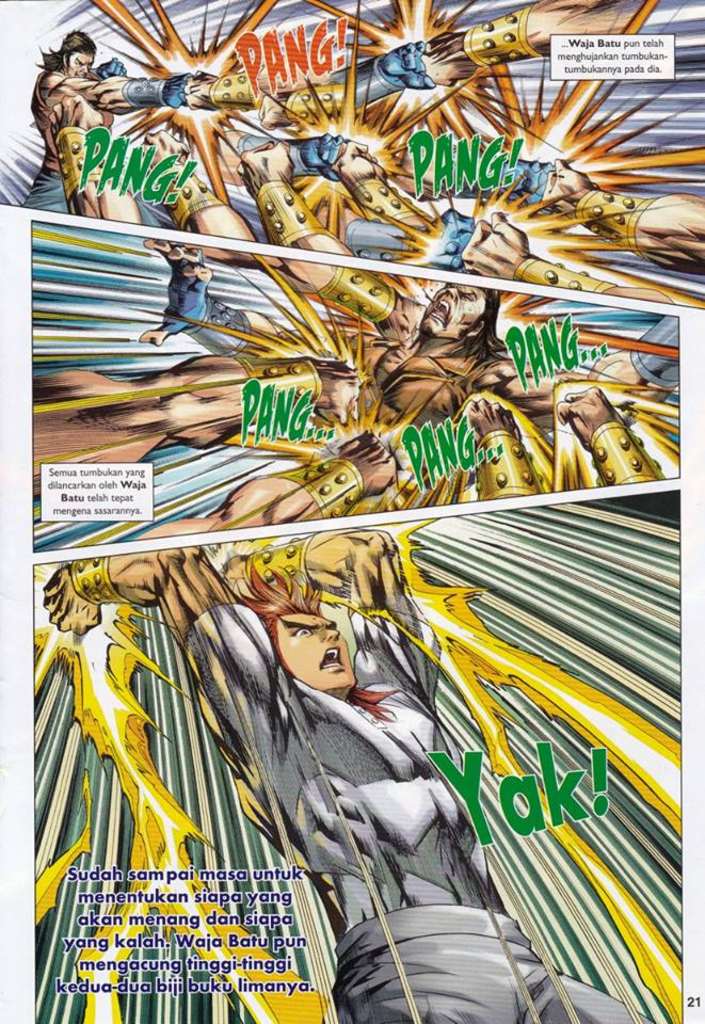 PANG!
...Waja Batu pun telah
menghujankan tumbukan-
tumbukannya pada dia.
PANG!
PANG!
PANG...
PANG...
PANG...
Semua tumbukan yang
dilancarkan oleh Waja
Batu telah tepat
mengena sasarannya.
Yak!
Sudah sampai masa untuk
menentukan siapa yang
akan menang dan siapa
yang kalah. Waja Batu pun
mengacung tinggi-tinggi
kedua-dua biji buku limanya.
21